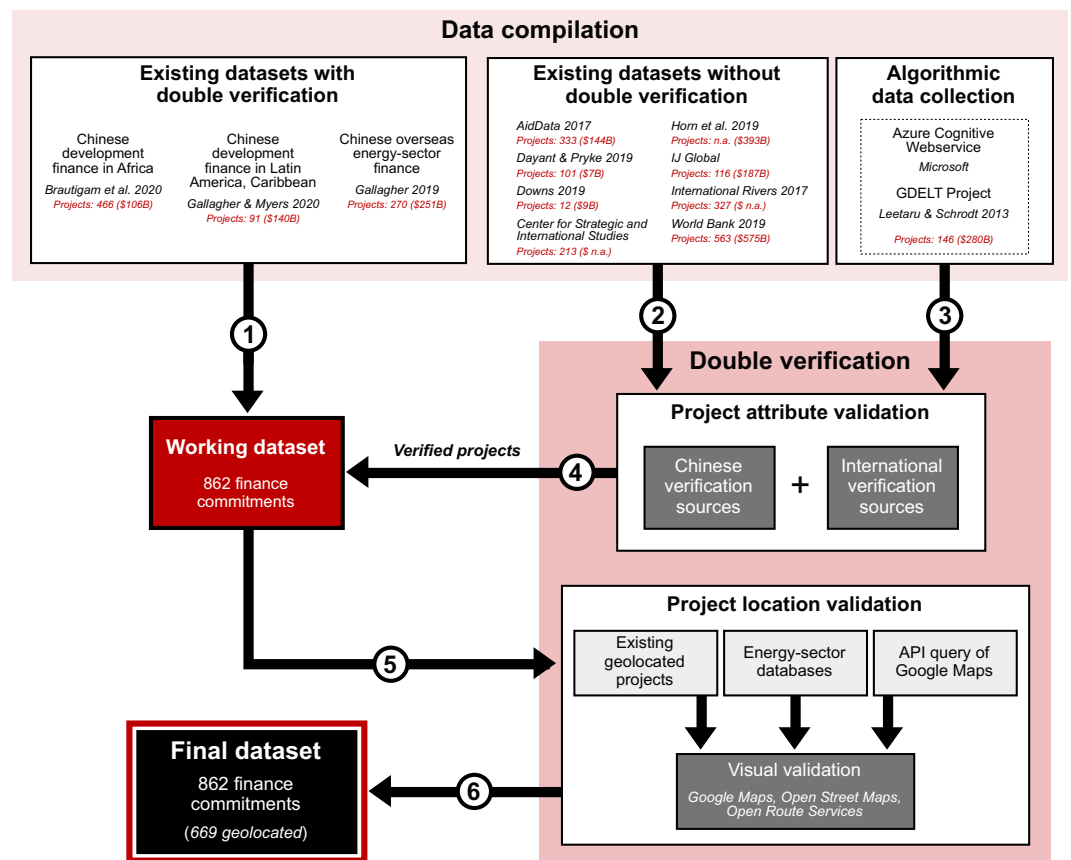 Data compilation
Existing datasets with
double verification
Chinese
development
finance in Africa
Brautigam et al. 2020
Projects: 466 ($106B)
Chinese
development
finance in Latin
America, Caribbean
Gallagher & Myers 2020
Projects: 91 ($140B)
Chinese overseas
energy-sector
finance
Gallagher 2019
Projects: 270 ($251B)
Existing datasets without
double verification
AidData 2017
Projects: 333 ($144B)
Dayant & Pryke 2019
Projects: 101 ($7B)
Downs 2019
Projects: 12 ($9B)
Center for Strategic and
International Studies
Projects: 213 ($ n.a.)
Horn et al. 2019
Projects: n.a. ($393B)
IJ Global
Projects: 116 ($187B)
International Rivers 2017
Projects: 327 ($ n.a.)
World Bank 2019
Projects: 563 ($575B)
Algorithmic
data collection
Azure Cognitive
Webservice
Microsoft
GDELT Project
Leetaru & Schrodt 2013
Projects: 146 ($280B)
1
2
3
Double verification
Project attribute validation
Chinese
verification
sources
+
International
verification
sources
Verified projects
4
Working dataset
862 finance
commitments
5
Project location validation
Existing
geolocated
projects
Energy-sector
databases
API query of
Google Maps
Visual validation
Google Maps, Open Street Maps,
Open Route Services
6
Final dataset
862 finance
commitments
(669 geolocated)